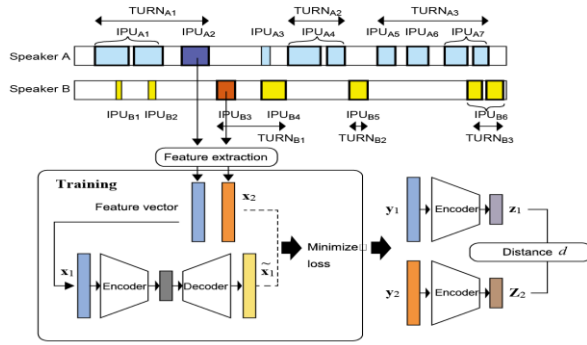 TURN_A1 TURN_A2 TURN_A3
IPU_A1 IPU_A2 IPU_A3 IPU_A4 IPU_A5 IPU_A6 IPU_A7
Speaker A
Speaker B
IPU_B1 IPU_B2 IPU_B3 IPU_B4 IPU_B5 IPU_B6
TURN_B1 TURN_B2 TURN_B3
Feature extraction
Training
Feature vector
x₂
x₁
Encoder
Decoder
x̃₁
Minimize
loss
y₁
Encoder
z₁
Distance d
y₂
Encoder
Z₂